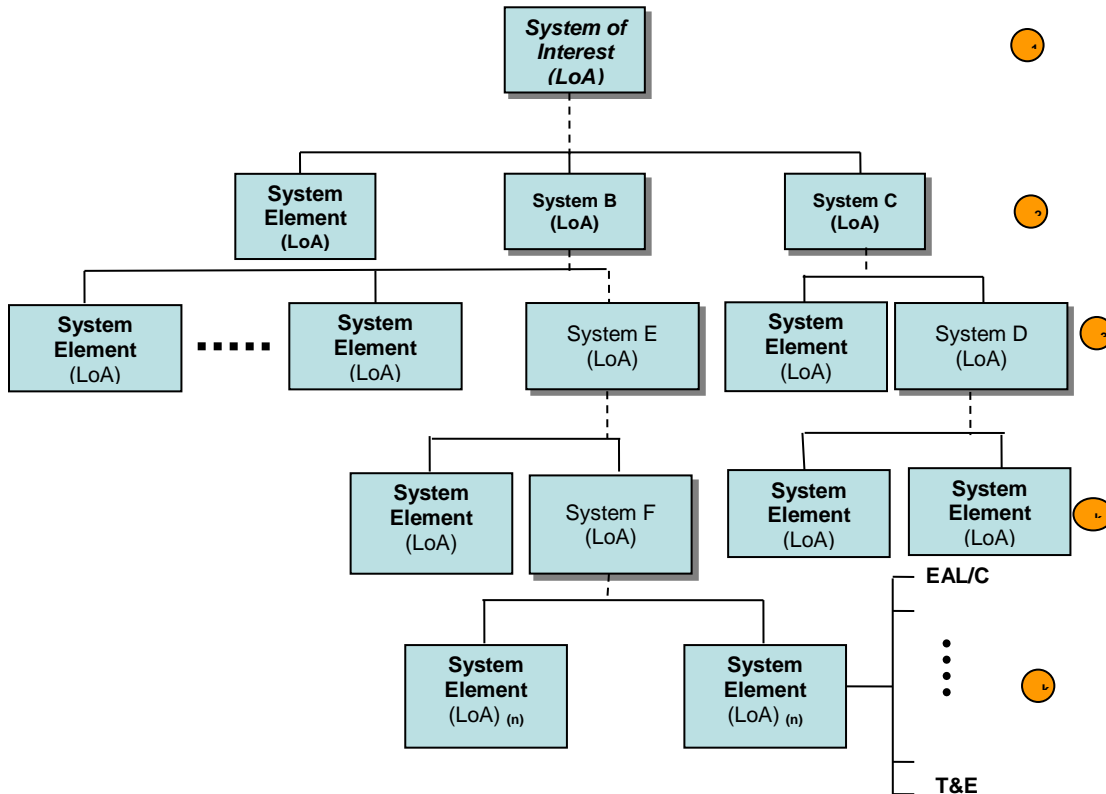 System of
Interest
(LoA)
System
Element
(LoA)
System B
(LoA)
System C
(LoA)
System
Element
(LoA)
System
Element
(LoA)
System E
(LoA)
System
Element
(LoA)
System D
(LoA)
System
Element
(LoA)
System F
(LoA)
System
Element
(LoA)
System
Element
(LoA)
EAL/C
System
Element
(LoA) (n)
System
Element
(LoA) (n)
T&E